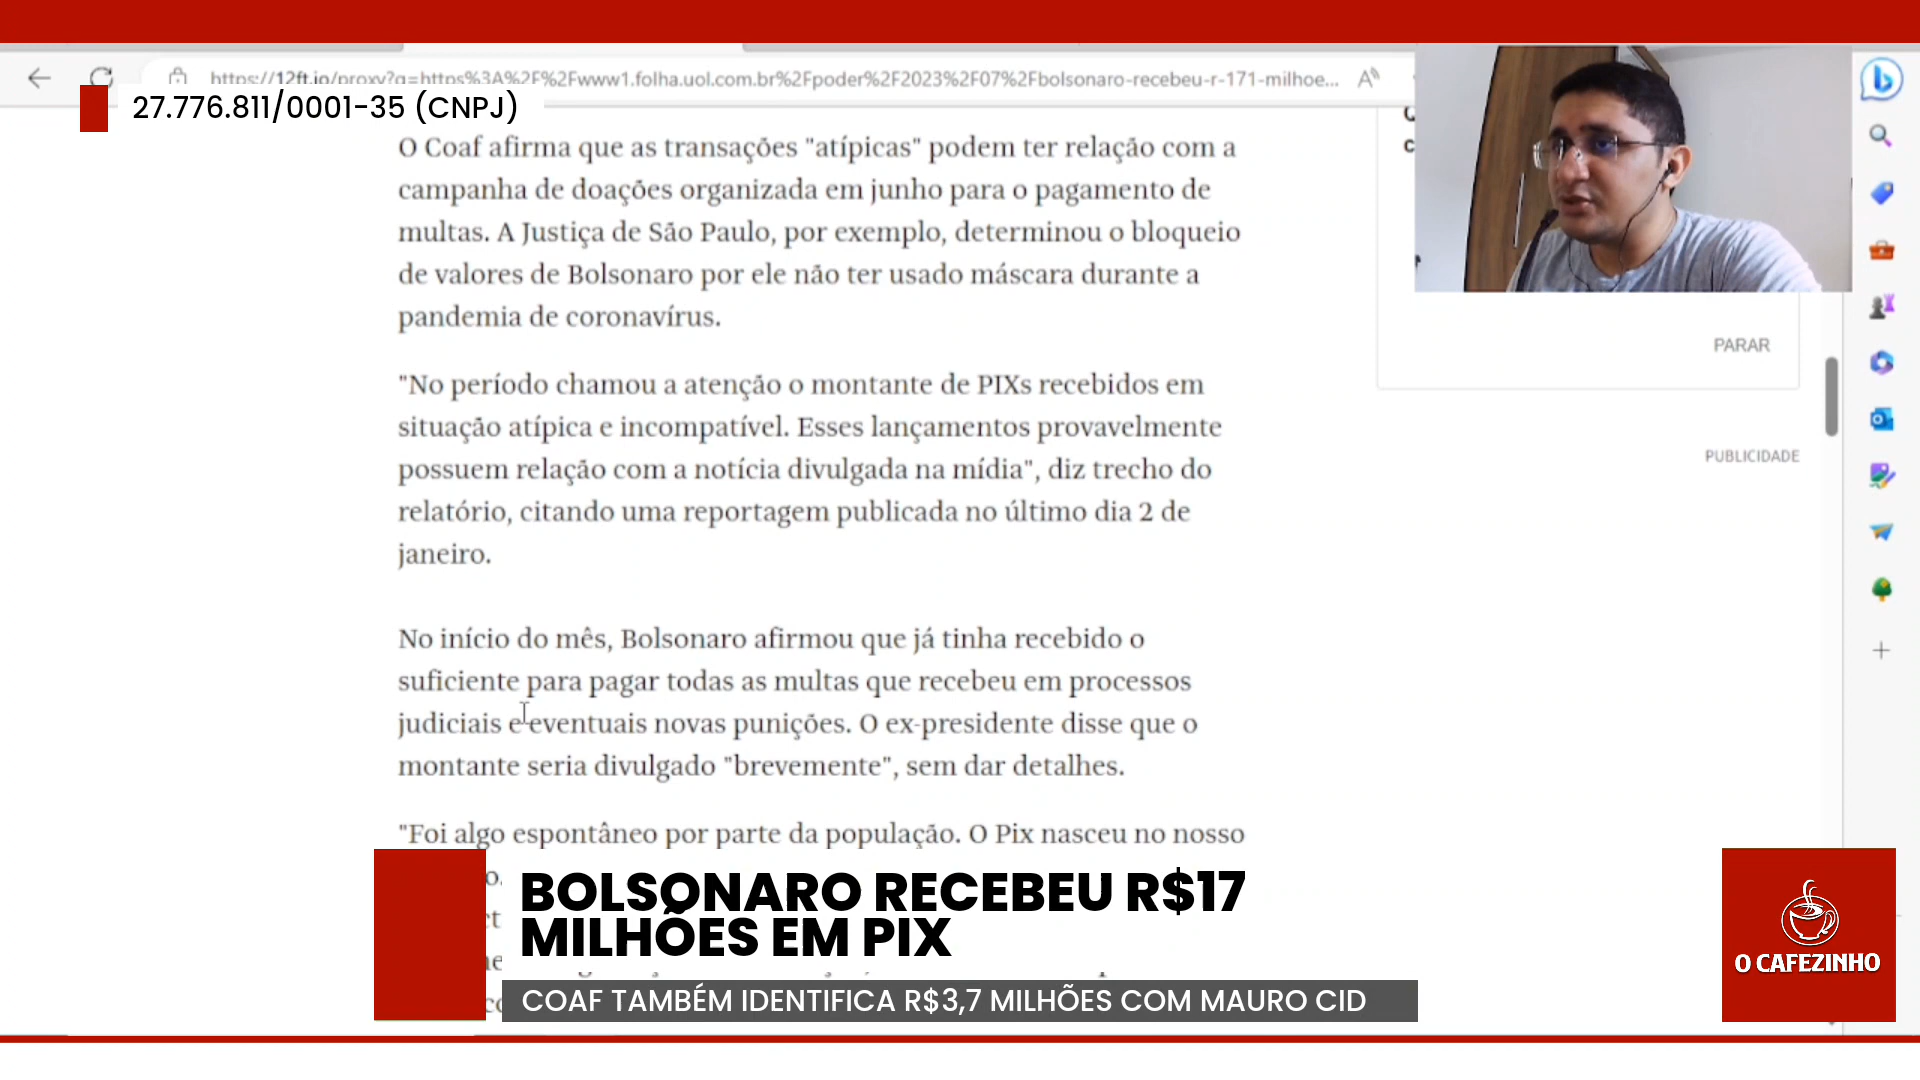 https://12ft.io/proxy?q=https%3A%2F%2Fwww1.folha.uol.com.br%2Fpoder%2F2023%2F07%2Fbolsonaro-recebeu-r-171-milhoe...
27.776.811/0001-35 (CNPJ)
O Coaf afirma que as transações "atípicas" podem ter relação com a
campanha de doações organizada em junho para o pagamento de
multas. A Justiça de São Paulo, por exemplo, determinou o bloqueio
de valores de Bolsonaro por ele não ter usado máscara durante a
pandemia de coronavírus.
"No período chamou a atenção o montante de PIXs recebidos em
situação atípica e incompatível. Esses lançamentos provavelmente
possuem relação com a notícia divulgada na mídia", diz trecho do
relatório, citando uma reportagem publicada no último dia 2 de
janeiro.
No início do mês, Bolsonaro afirmou que já tinha recebido o
suficiente para pagar todas as multas que recebeu em processos
judiciais e eventuais novas punições. O ex-presidente disse que o
montante seria divulgado "brevemente", sem dar detalhes.
"Foi algo espontâneo por parte da população. O Pix nasceu no nosso
PARAR
PUBLICIDADE
BOLSONARO RECEBEU R$17
MILHÕES EM PIX
COAF TAMBÉM IDENTIFICA R$3,7 MILHÕES COM MAURO CID
O CAFEZINHO